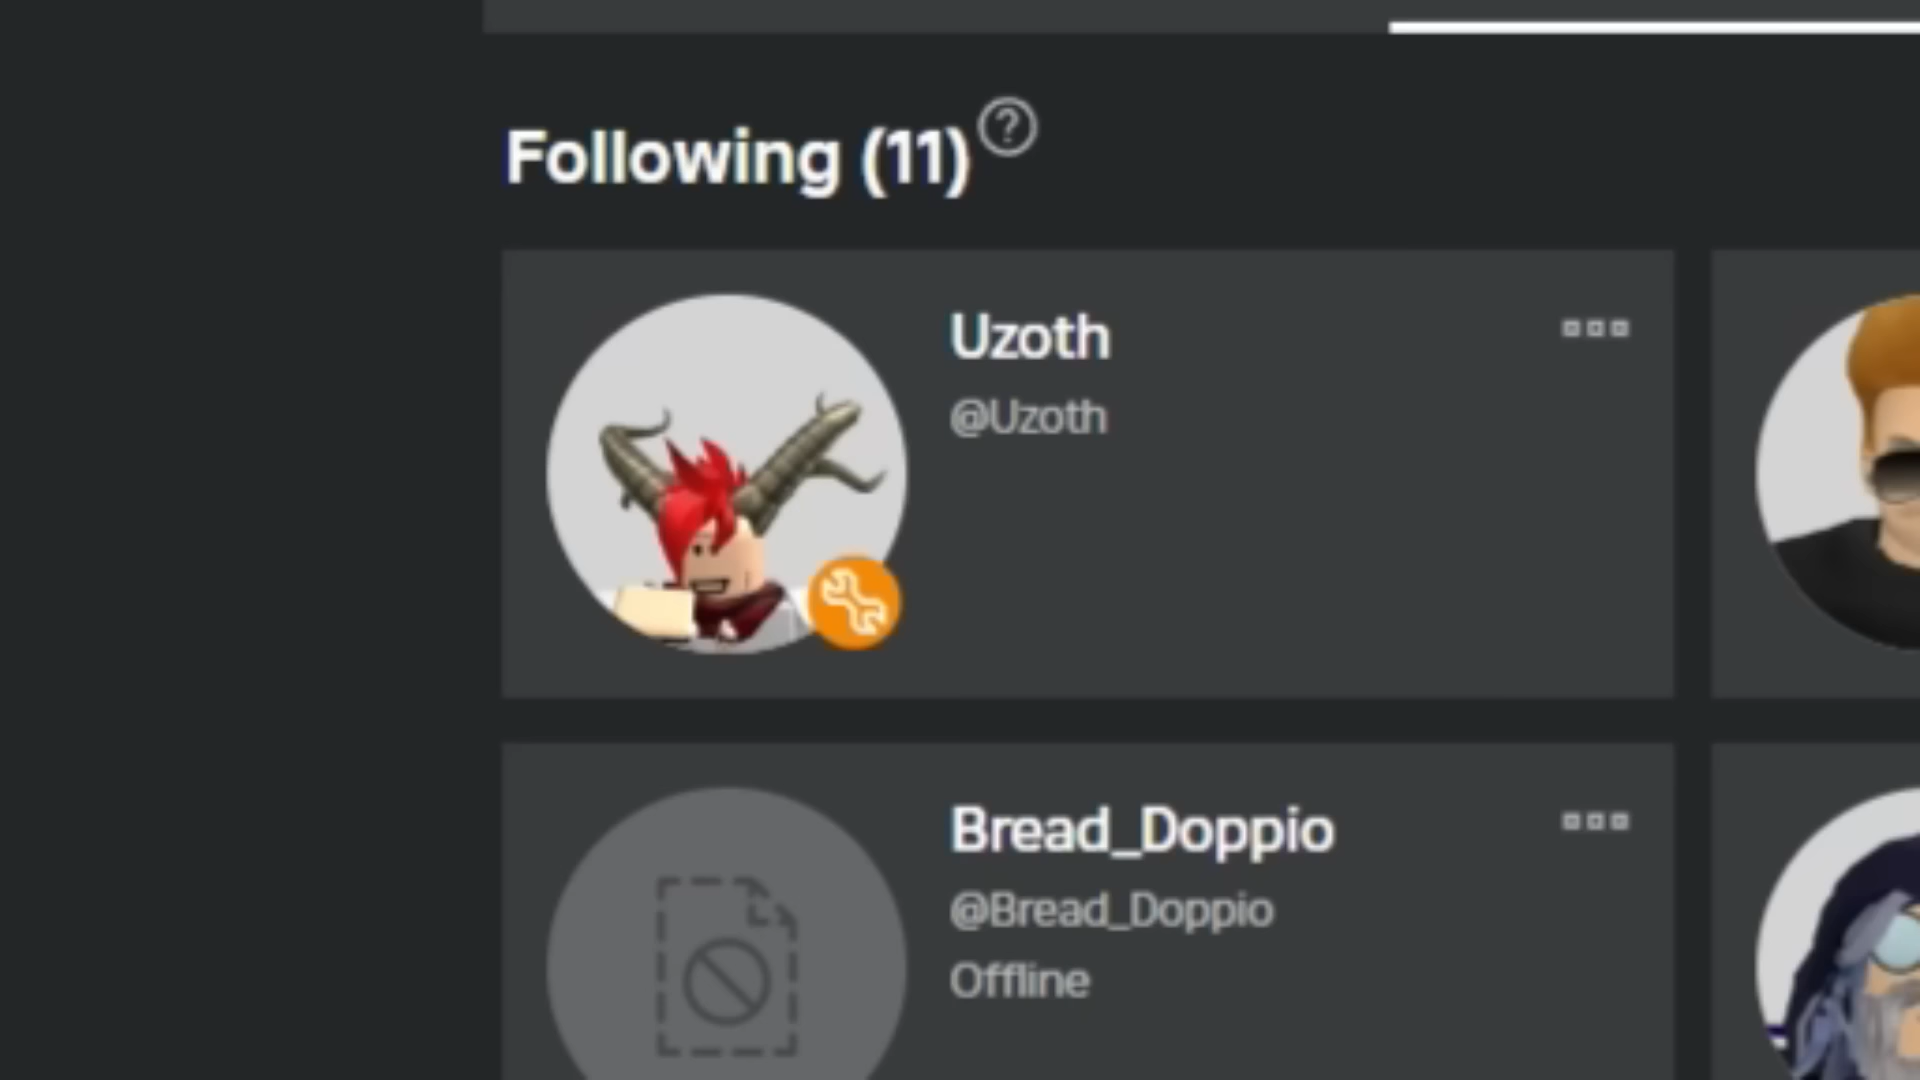 Following (11)
Uzoth
@Uzoth
Bread_Doppio
@Bread_Doppio
Offline